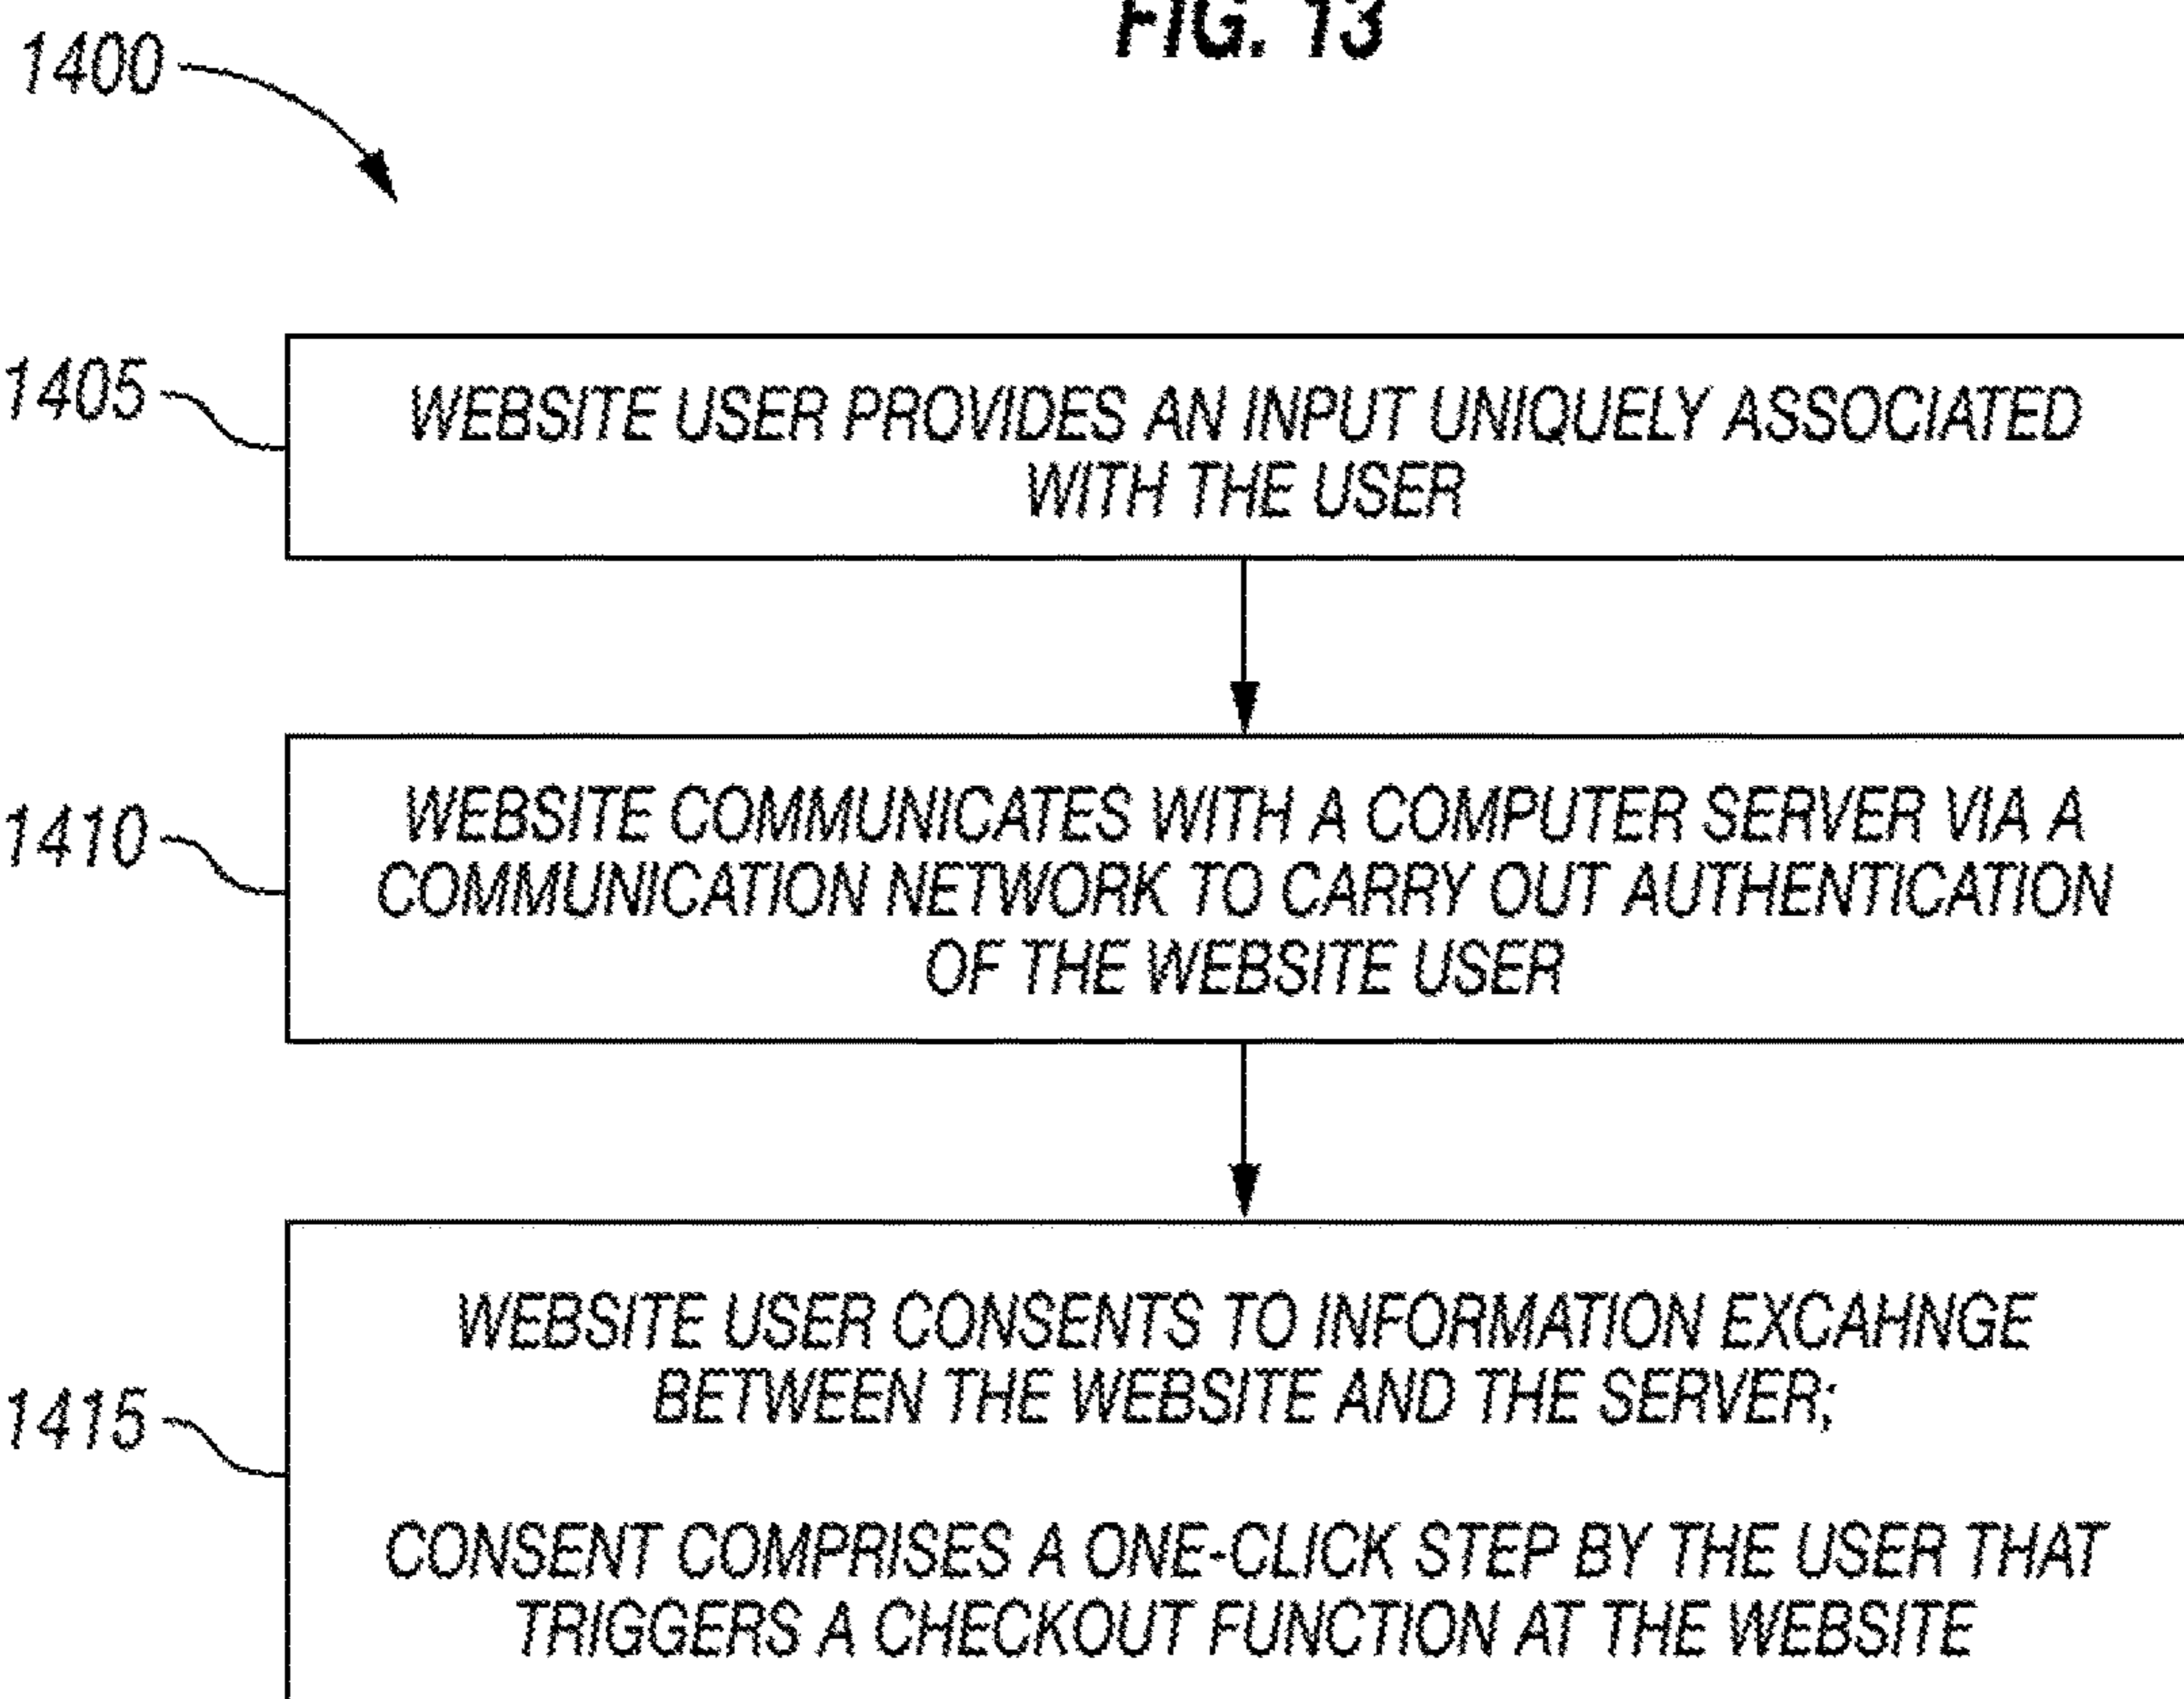 FIG. 13
1400
1405
WEBSITE USER PROVIDES AN INPUT UNIQUELY ASSOCIATED
WITH THE USER
1410
WEBSITE COMMUNICATES WITH A COMPUTER SERVER VIA A
COMMUNICATION NETWORK TO CARRY OUT AUTHENTICATION
OF THE WEBSITE USER
1415
WEBSITE USER CONSENTS TO INFORMATION EXCAHNGE
BETWEEN THE WEBSITE AND THE SERVER;
CONSENT COMPRISES A ONE-CLICK STEP BY THE USER THAT
TRIGGERS A CHECKOUT FUNCTION AT THE WEBSITE